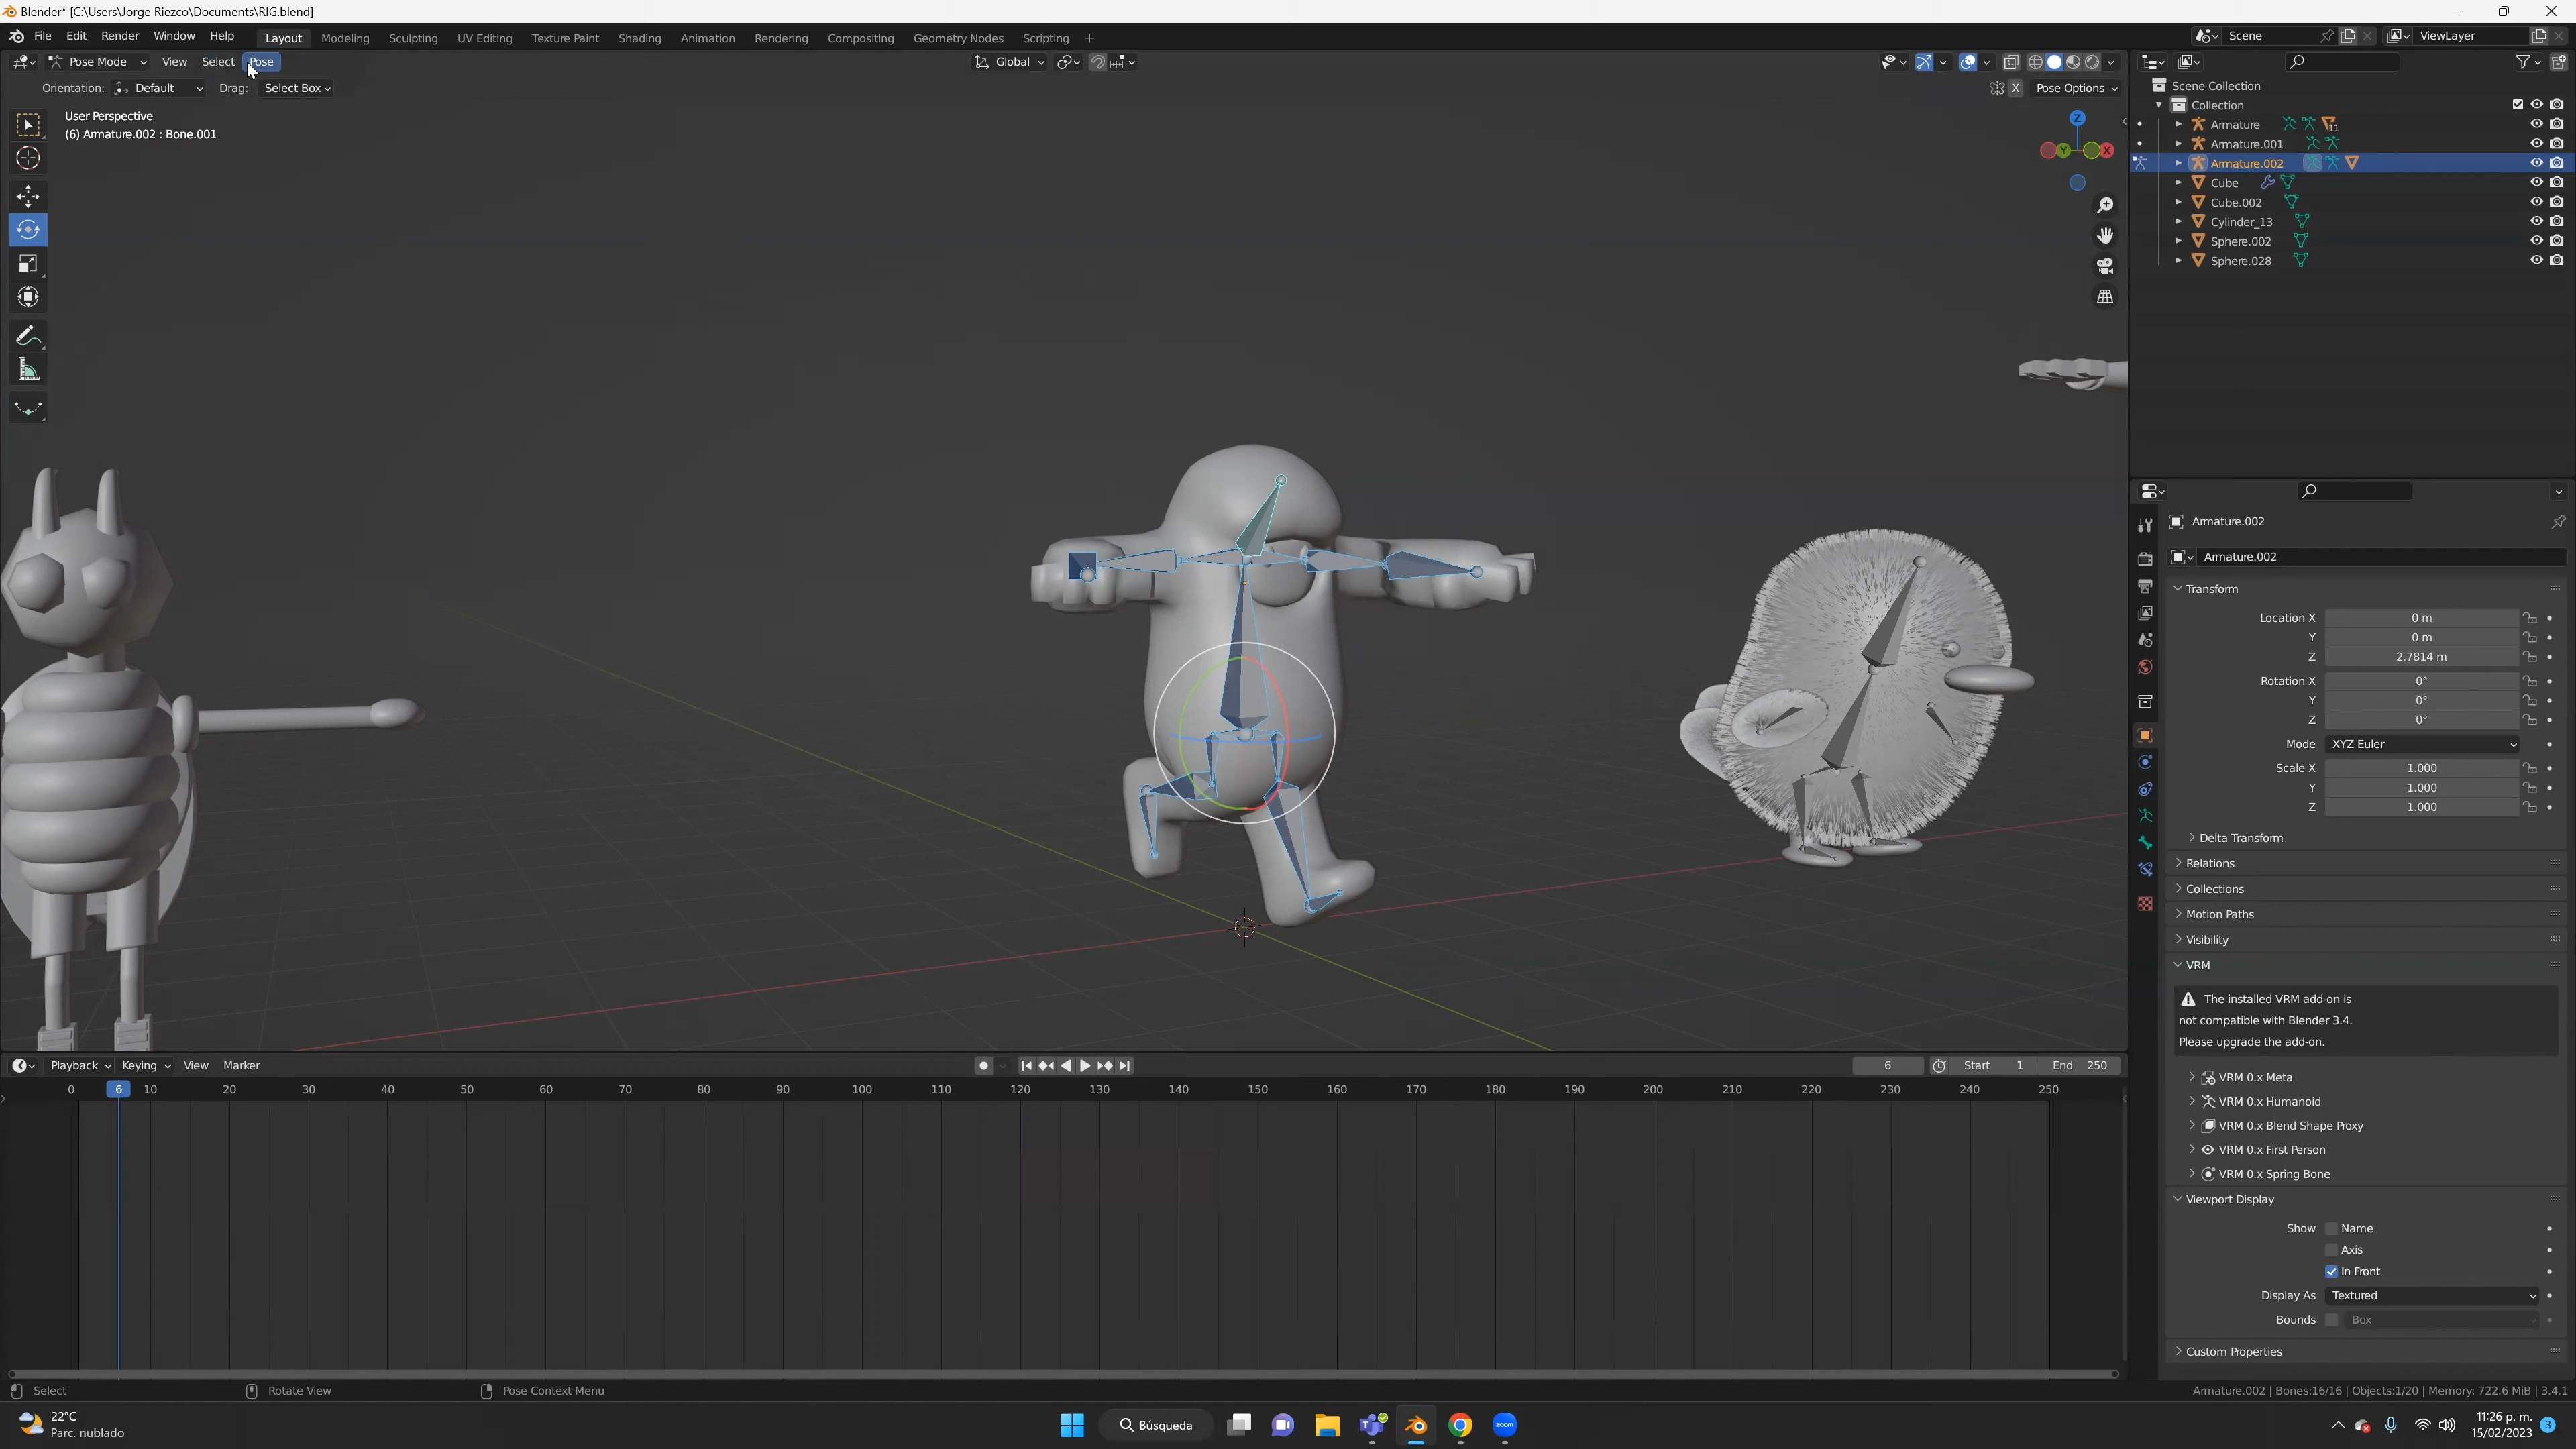 Blender* [C:\Users\Jorge Riezco\Documents\RIG.blend]
File Edit Render Window Help Layout Modeling Sculpting UV Editing Texture Paint Shading Animation Rendering Compositing Geometry Nodes Scripting + Scene ViewLayer
Pose Mode View Select Pose Global
Orientation: Default Drag: Select Box X Pose Options
User Perspective
(6) Armature.002 : Bone.001
Z
Y X
Scene Collection
Collection
Armature 11
Armature.001
Armature.002
Cube
Cube.002
Cylinder_13
Sphere.002
Sphere.028
Armature.002
Armature.002
Transform
Location X 0 m
Y 0 m
Z 2.7814 m
Rotation X 0°
Y 0°
Z 0°
Mode XYZ Euler
Scale X 1.000
Y 1.000
Z 1.000
Delta Transform
Relations
Collections
Motion Paths
Visibility
VRM
The installed VRM add-on is
not compatible with Blender 3.4.
Please upgrade the add-on.
VRM 0.x Meta
VRM 0.x Humanoid
VRM 0.x Blend Shape Proxy
VRM 0.x First Person
VRM 0.x Spring Bone
Viewport Display
Show Name
Axis
In Front
Display As Textured
Bounds Box
Custom Properties
Playback Keying View Marker 6 Start 1 End 250
0 6 10 20 30 40 50 60 70 80 90 100 110 120 130 140 150 160 170 180 190 200 210 220 230 240 250
Select Rotate View Pose Context Menu Armature.002 | Bones:16/16 | Objects:1/20 | Memory: 722.6 MiB | 3.4.1
22°C
Parc. nublado
Búsqueda
zoom
11:26 p. m.
15/02/2023
3